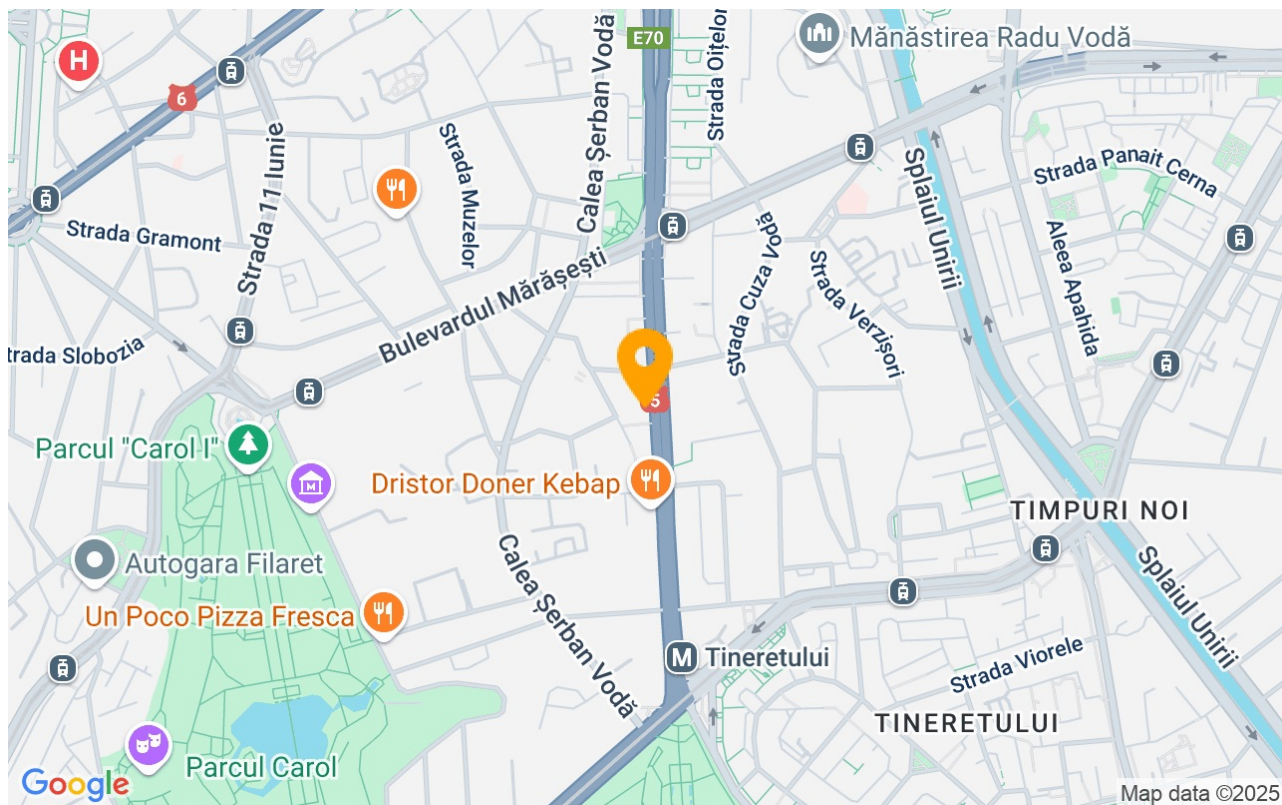 E70
Calea Șerban Vodă
Strada Oițelor
Mănăstirea Radu Vodă
H
6
Strada 11 Iunie
Strada Muzelor
Strada Gramont
Splaiul Unirii
Strada Panait Cerna
Aleea Apahida
Strada Cuza Vodă
Strada Verzișori
Bulevardul Mărășești
trada Slobozia
5
Parcul "Carol I"
M
Dristor Doner Kebap
TIMPURI NOI
Autogara Filaret
Calea Șerban Vodă
Splaiul Unirii
Un Poco Pizza Fresca
M Tineretului
Strada Viorele
TINERETULUI
Parcul Carol
Google
Map data ©2025